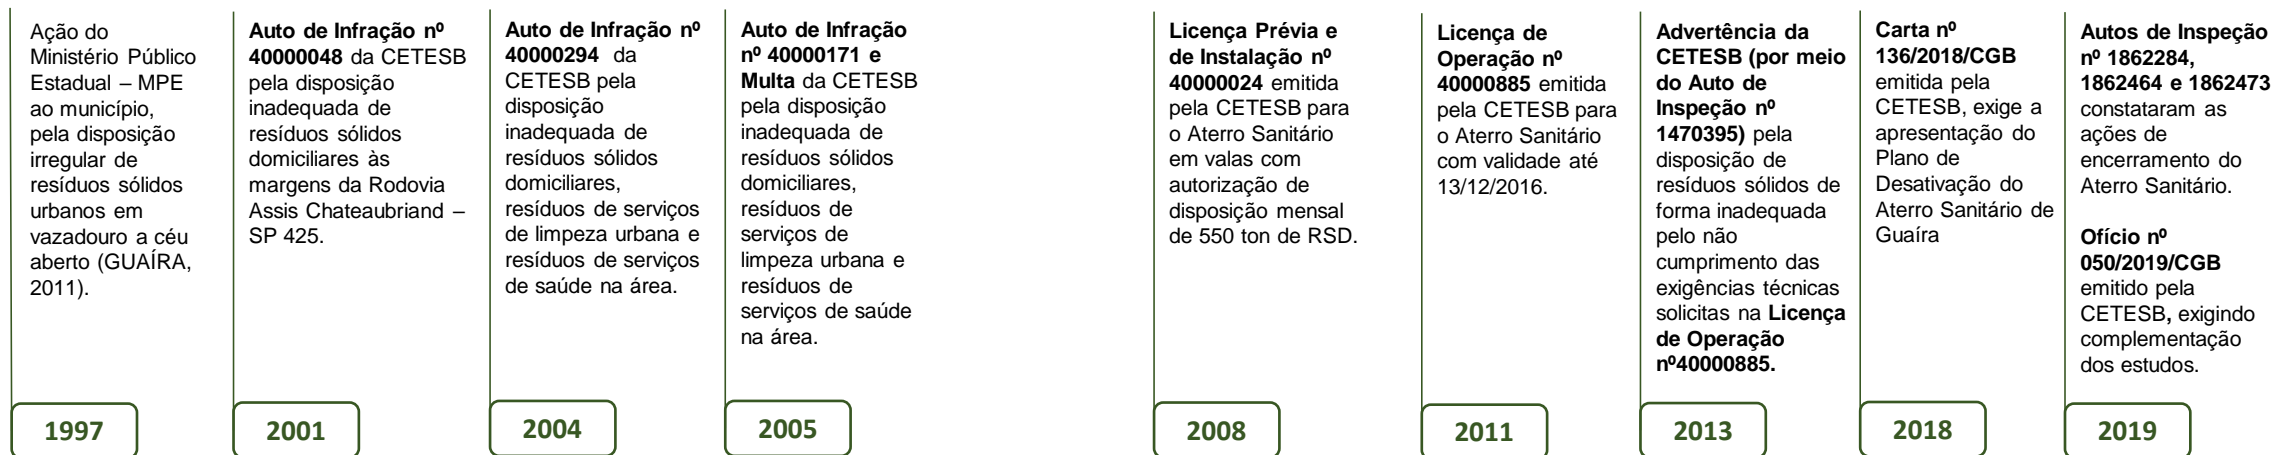 Ação do
Ministério Público
Estadual – MPE
ao município,
pela disposição
irregular de
resíduos sólidos
urbanos em
vazadouro a céu
aberto (GUAÍRA,
2011).
1997
Auto de Infração nº
40000048 da CETESB
pela disposição
inadequada de
resíduos sólidos
domiciliares às
margens da Rodovia
Assis Chateaubriand –
SP 425.
2001
Auto de Infração nº
40000294 da
CETESB pela
disposição
inadequada de
resíduos sólidos
domiciliares,
resíduos de serviços
de limpeza urbana e
resíduos de serviços
de saúde na área.
2004
Auto de Infração
nº 40000171 e
Multa da CETESB
pela disposição
inadequada de
resíduos sólidos
domiciliares,
resíduos de
serviços de
limpeza urbana e
resíduos de
serviços de saúde
na área.
2005
Licença Prévia e
de Instalação nº
40000024 emitida
pela CETESB para
o Aterro Sanitário
em valas com
autorização de
disposição mensal
de 550 ton de RSD.
2008
Licença de
Operação nº
40000885 emitida
pela CETESB para
o Aterro Sanitário
com validade até
13/12/2016.
2011
Advertência da
CETESB (por meio
do Auto de
Inspeção nº
1470395) pela
disposição de
resíduos sólidos de
forma inadequada
pelo não
cumprimento das
exigências técnicas
solicitas na Licença
de Operação
nº40000885.
2013
Carta nº
136/2018/CGB
emitida pela
CETESB, exige a
apresentação do
Plano de
Desativação do
Aterro Sanitário de
Guaíra
2018
Autos de Inspeção
nº 1862284,
1862464 e 1862473
constataram as
ações de
encerramento do
Aterro Sanitário.
Ofício nº
050/2019/CGB
emitido pela
CETESB, exigindo
complementação
dos estudos.
2019